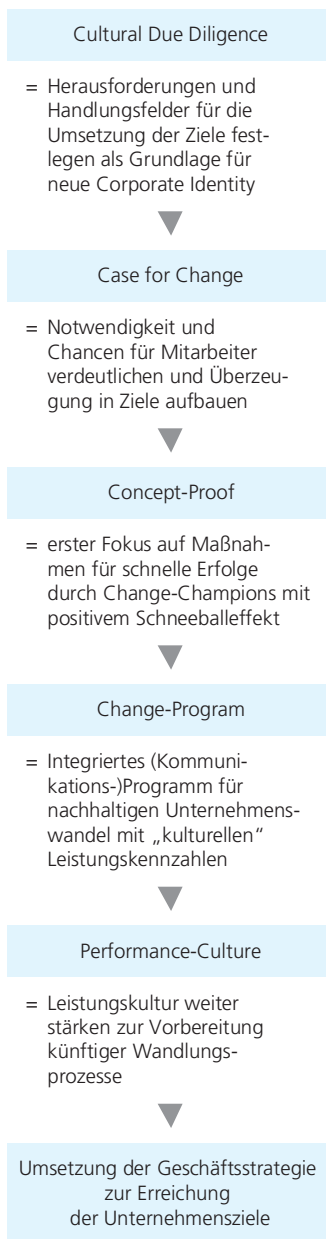 Cultural Due Diligence
= Herausforderungen und
Handlungsfelder für die
Umsetzung der Ziele fest-
legen als Grundlage für
neue Corporate Identity
Case for Change
= Notwendigkeit und
Chancen für Mitarbeiter
verdeutlichen und Überzeu-
gung in Ziele aufbauen
Concept-Proof
= erster Fokus auf Maßnah-
men für schnelle Erfolge
durch Change-Champions mit
positivem Schneeballeffekt
Change-Program
= Integriertes (Kommuni-
kations-)Programm für
nachhaltigen Unternehmens-
wandel mit „kulturellen“
Leistungskennzahlen
Performance-Culture
= Leistungskultur weiter
stärken zur Vorbereitung
künftiger Wandlungs-
prozesse
Umsetzung der Geschäftsstrategie
zur Erreichung
der Unternehmensziele